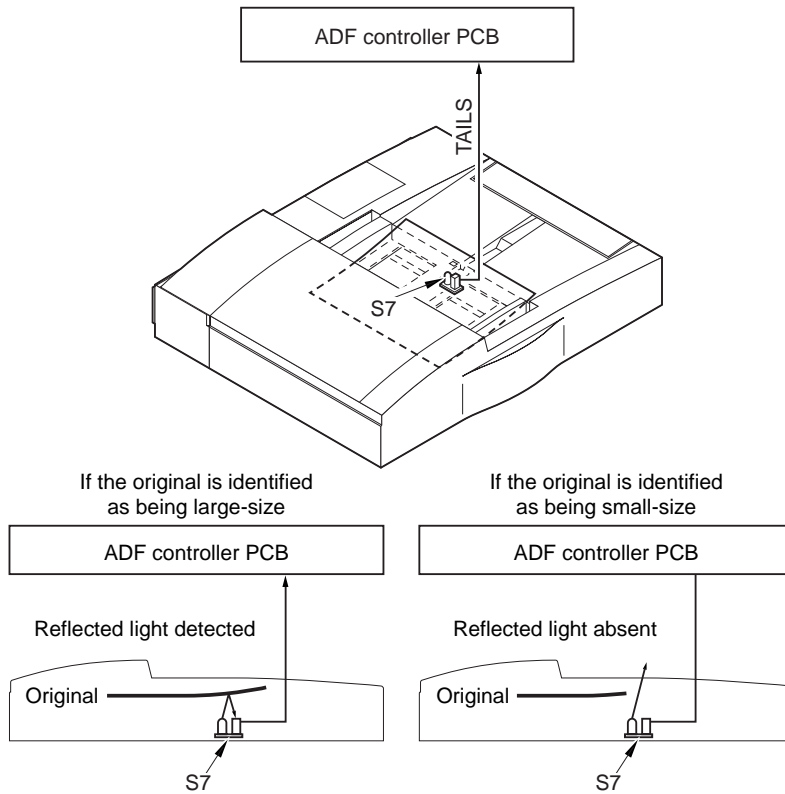 ADF controller PCB
TAILS
S7
If the original is identified
as being large-size
ADF controller PCB
Reflected light detected
Original
S7
If the original is identified
as being small-size
ADF controller PCB
Reflected light absent
Original
S7